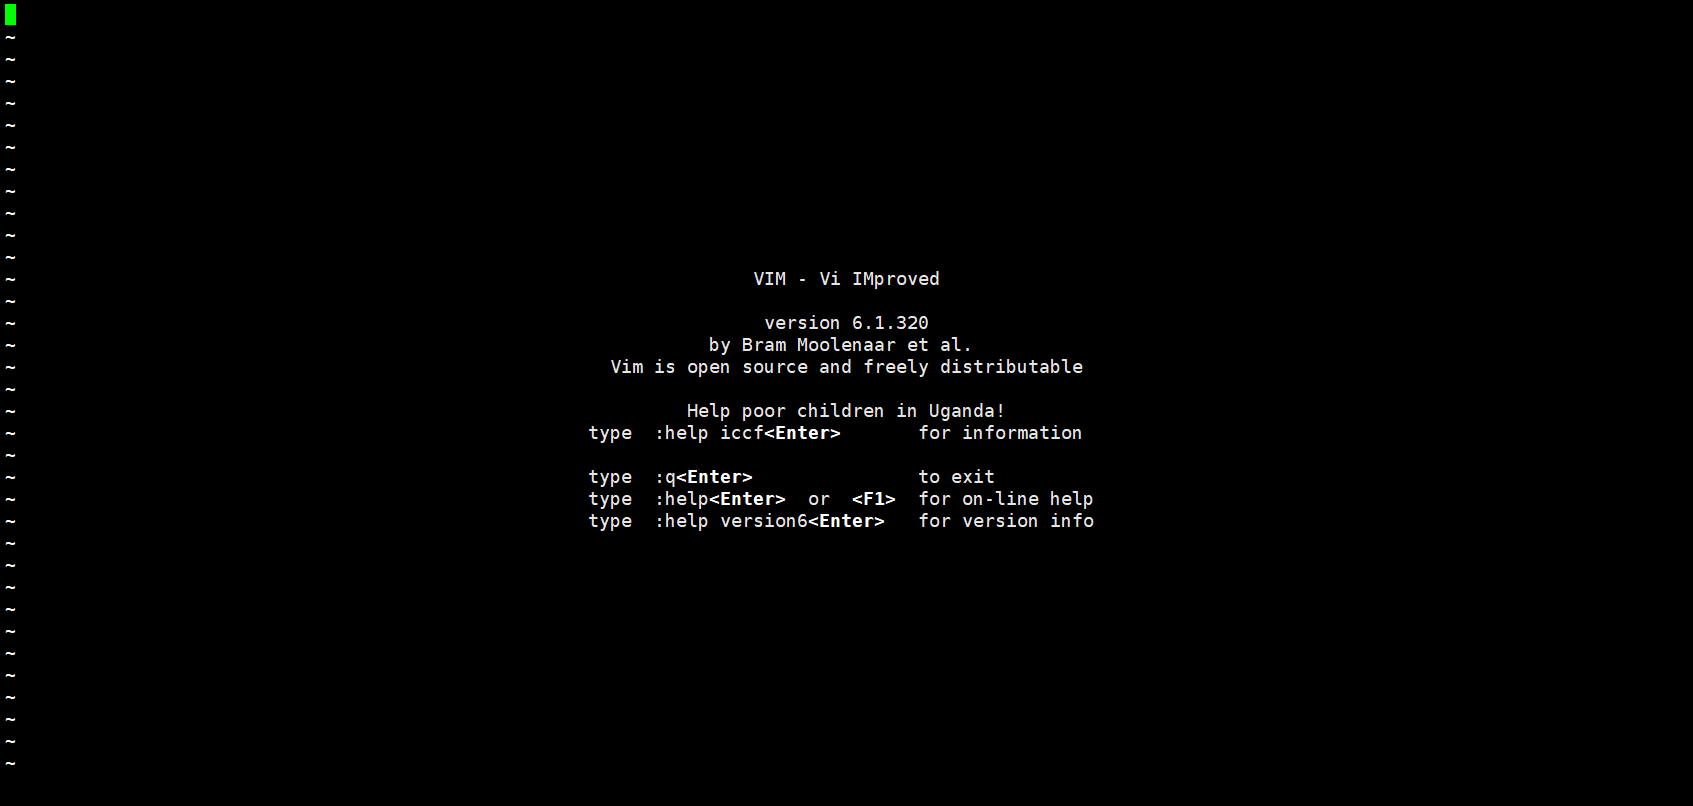 ~
~
~
~
~
~
~
~
~
~
~
~ VIM - Vi IMproved
~
~ version 6.1.320
~ by Bram Moolenaar et al.
~ Vim is open source and freely distributable
~
~ Help poor children in Uganda!
~ type  :help iccf<Enter>       for information
~
~ type  :q<Enter>               to exit
~ type  :help<Enter>  or  <F1>  for on-line help
~ type  :help version6<Enter>   for version info
~
~
~
~
~
~
~
~
~
~
~